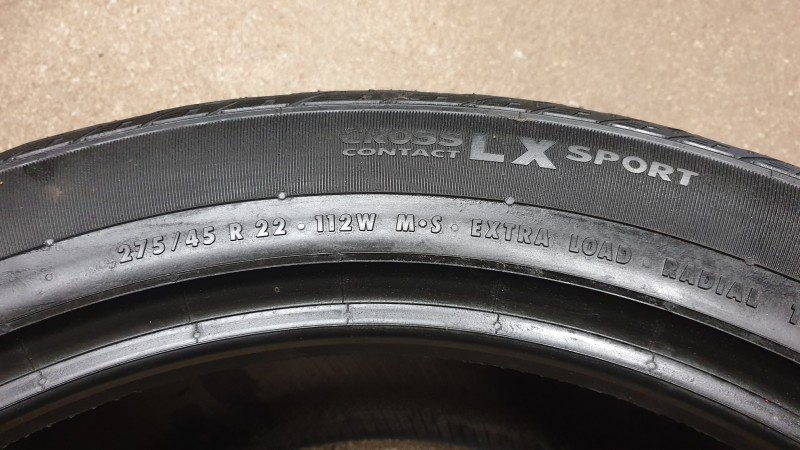 CROSS
CONTACT LX SPORT
275/45 R 22 · 112W M·S · EXTRA LOAD · RADIAL